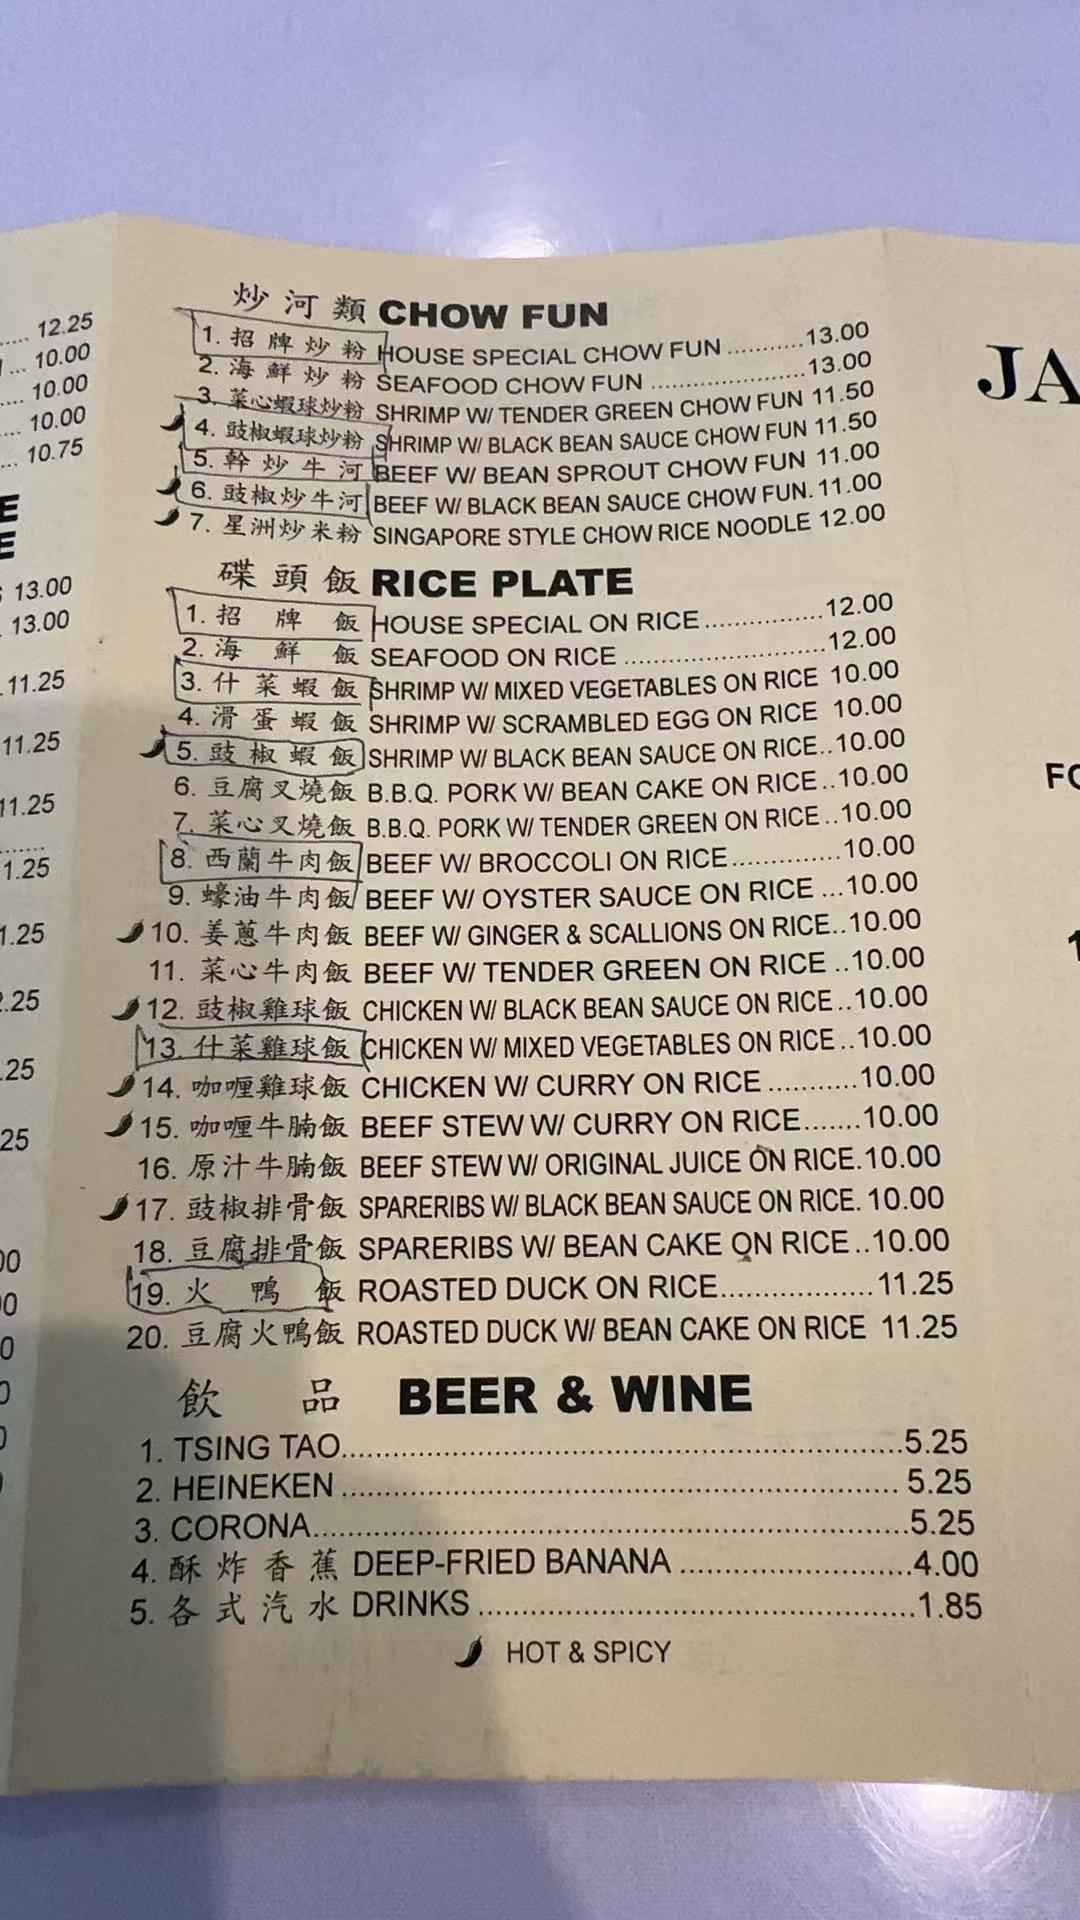 12.25
10.00
10.00
10.00
10.75
E
E
13.00
13.00
11.25
11.25
11.25
1.25
1.25
2.25
.25
25
00
00
0
0
炒河類 CHOW FUN
1. 招牌炒粉 HOUSE SPECIAL CHOW FUN ........... 13.00
2. 海鮮炒粉 SEAFOOD CHOW FUN ...................... 13.00
3. 菜心蝦球炒粉 SHRIMP W/ TENDER GREEN CHOW FUN 11.50
4. 豉椒蝦球炒粉 SHRIMP W/ BLACK BEAN SAUCE CHOW FUN 11.50
5. 幹炒牛河 BEEF W/ BEAN SPROUT CHOW FUN 11.00
6. 豉椒炒牛河 BEEF W/ BLACK BEAN SAUCE CHOW FUN. 11.00
7. 星洲炒米粉 SINGAPORE STYLE CHOW RICE NOODLE 12.00
碟頭飯 RICE PLATE
1. 招牌飯 HOUSE SPECIAL ON RICE ................. 12.00
2. 海鮮飯 SEAFOOD ON RICE ............................. 12.00
3. 什菜蝦飯 SHRIMP W/ MIXED VEGETABLES ON RICE 10.00
4. 滑蛋蝦飯 SHRIMP W/ SCRAMBLED EGG ON RICE 10.00
5. 豉椒蝦飯 SHRIMP W/ BLACK BEAN SAUCE ON RICE..10.00
6. 豆腐叉燒飯 B.B.Q. PORK W/ BEAN CAKE ON RICE..10.00
7. 菜心叉燒飯 B.B.Q. PORK W/ TENDER GREEN ON RICE..10.00
8. 西蘭牛肉飯 BEEF W/ BROCCOLI ON RICE..............10.00
9. 蠔油牛肉飯 BEEF W/ OYSTER SAUCE ON RICE ...10.00
10. 姜蔥牛肉飯 BEEF W/ GINGER & SCALLIONS ON RICE..10.00
11. 菜心牛肉飯 BEEF W/ TENDER GREEN ON RICE ..10.00
12. 豉椒雞球飯 CHICKEN W/ BLACK BEAN SAUCE ON RICE..10.00
13. 什菜雞球飯 CHICKEN W/ MIXED VEGETABLES ON RICE..10.00
14. 咖喱雞球飯 CHICKEN W/ CURRY ON RICE ...........10.00
15. 咖喱牛腩飯 BEEF STEW W/ CURRY ON RICE.......10.00
16. 原汁牛腩飯 BEEF STEW W/ ORIGINAL JUICE ON RICE.10.00
17. 豉椒排骨飯 SPARERIBS W/ BLACK BEAN SAUCE ON RICE. 10.00
18. 豆腐排骨飯 SPARERIBS W/ BEAN CAKE ON RICE..10.00
19. 火鴨飯 ROASTED DUCK ON RICE................... 11.25
20. 豆腐火鴨飯 ROASTED DUCK W/ BEAN CAKE ON RICE 11.25
飲品 BEER & WINE
1. TSING TAO.................................................................5.25
2. HEINEKEN ................................................................. 5.25
3. CORONA....................................................................5.25
4. 酥炸香蕉 DEEP-FRIED BANANA ...........................4.00
5. 各式汽水 DRINKS ....................................................1.85
HOT & SPICY
JA
FO
1